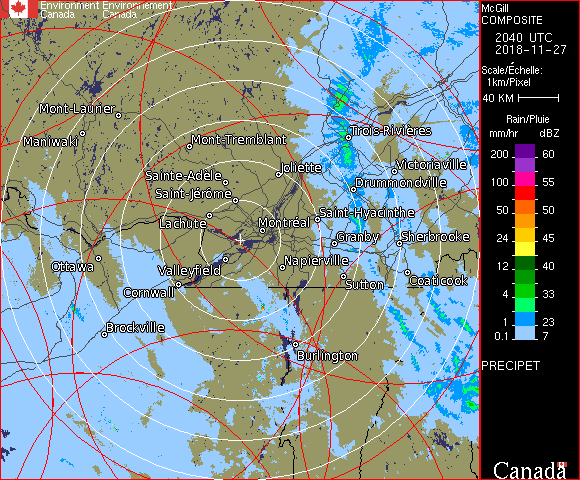 Environment Environnement
Canada Canada
McGill
COMPOSITE
2040 UTC
2018-11-27
Scale/Échelle:
1km/Pixel
40 KM
Rain/Pluie
mm/hr dBZ
200 60
100 55
50 50
24 45
12 40
4 33
1 23
0.1 7
PRECIPET
Canada
Mont-Laurier
Maniwaki
Mont-Tremblant
Trois-Rivières
Joliette
Victoriaville
Sainte-Adèle
Drummondville
Saint-Jérôme
Lachute
Saint-Hyacinthe
Montréal
Granby
Sherbrooke
Ottawa
Valleyfield
Napierville
Cornwall
Sutton
Coaticook
Brockville
Burlington